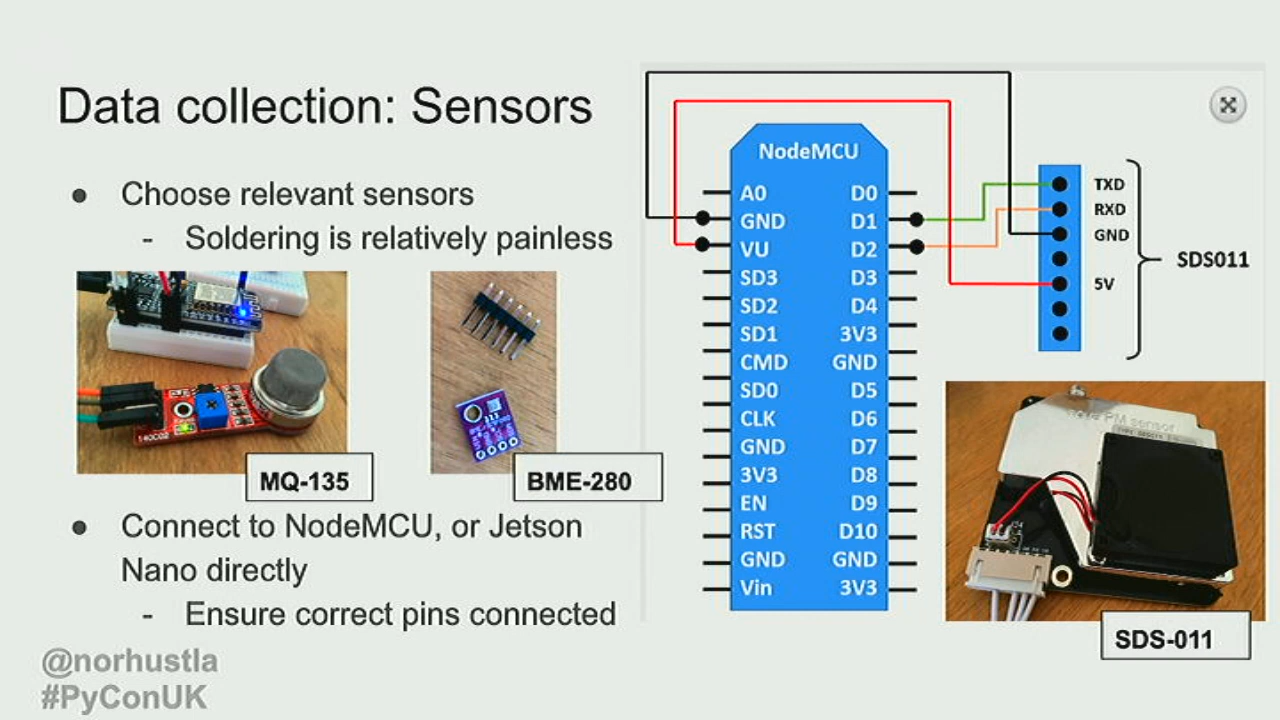 Data collection: Sensors
● Choose relevant sensors
- Soldering is relatively painless
MQ-135
BME-280
● Connect to NodeMCU, or Jetson
Nano directly
- Ensure correct pins connected
@norhustla
#PyConUK
NodeMCU
A0 D0
GND D1
VU D2
SD3 D3
SD2 D4
SD1 3V3
CMD GND
SD0 D5
CLK D6
GND D7
3V3 D8
EN D9
RST D10
GND GND
Vin 3V3
TXD
RXD
GND
5V
SDS011
PM sensor
SDS-011